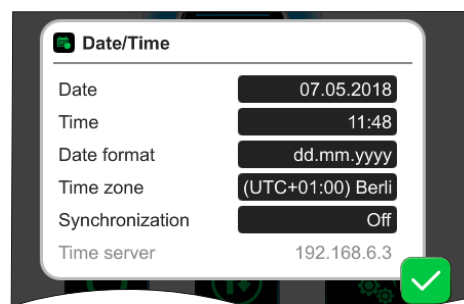 Date/Time
Date 07.05.2018
Time 11:48
Date format dd.mm.yyyy
Time zone (UTC+01:00) Berli
Synchronization Off
Time server 192.168.6.3